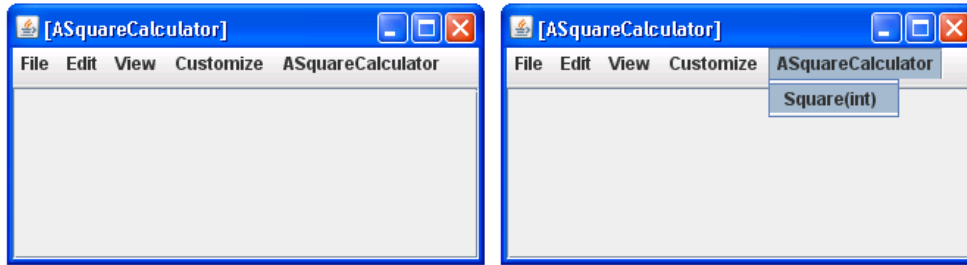 [ASquareCalculator]
File Edit View Customize ASquareCalculator
[ASquareCalculator]
File Edit View Customize ASquareCalculator
Square(int)